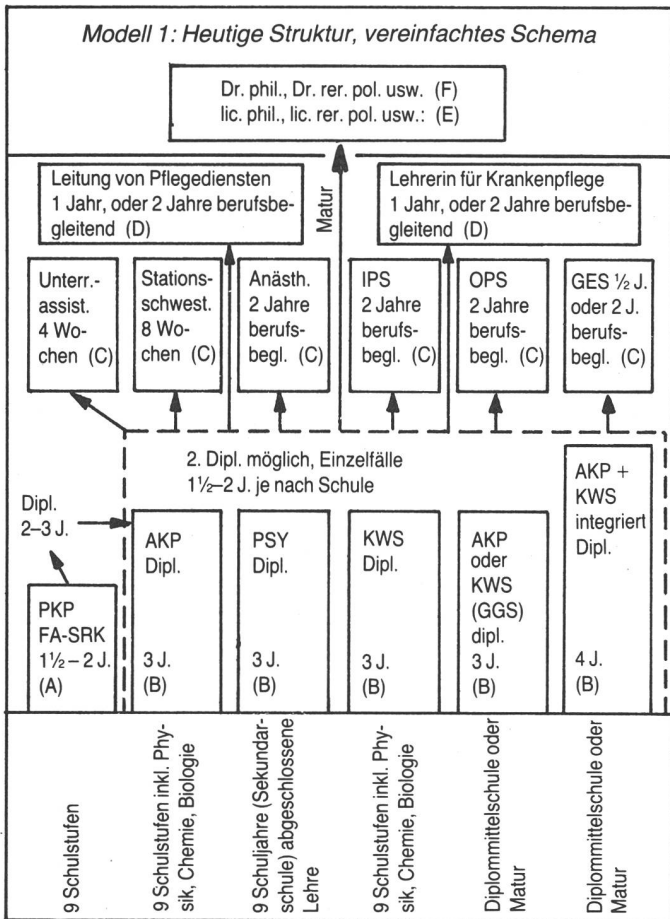 Modell 1: Heutige Struktur, vereinfachtes Schema
Dr. phil., Dr. rer. pol. usw. (F)
lic. phil., lic. rer. pol. usw.: (E)
Leitung von Pflegediensten
1 Jahr, oder 2 Jahre berufsbe-
gleitend (D)
Matur
Lehrerin für Krankenpflege
1 Jahr, oder 2 Jahre berufsbe-
gleitend (D)
Unterr.-
assist.
4 Wo-
chen (C)
Stations-
schwest.
8 Wo-
chen (C)
Anästh.
2 Jahre
berufs-
begl. (C)
IPS
2 Jahre
berufs-
begl. (C)
OPS
2 Jahre
berufs-
begl. (C)
GES ½ J.
oder 2 J.
berufs-
begl. (C)
2. Dipl. möglich, Einzelfälle
1½–2 J. je nach Schule
Dipl.
2–3 J.
PKP
FA-SRK
1½ – 2 J.
(A)
AKP
Dipl.
3 J.
(B)
PSY
Dipl.
3 J.
(B)
KWS
Dipl.
3 J.
(B)
AKP
oder
KWS
(GGS)
dipl.
3 J.
(B)
AKP +
KWS
integriert
Dipl.
4 J.
(B)
9 Schulstufen
9 Schulstufen inkl. Phy-
sik, Chemie, Biologie
9 Schuljahre (Sekundar-
schule) abgeschlossene
Lehre
9 Schulstufen inkl. Phy-
sik, Chemie, Biologie
Diplommittelschule oder
Matur
Diplommittelschule oder
Matur